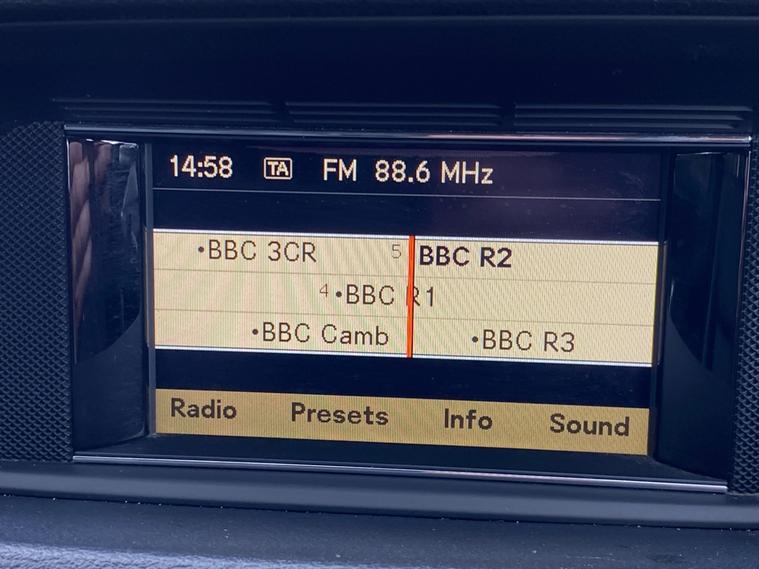 14:58 TA FM 88.6 MHz
•BBC 3CR 5 BBC R2
4 •BBC R1
•BBC Camb •BBC R3
Radio Presets Info Sound